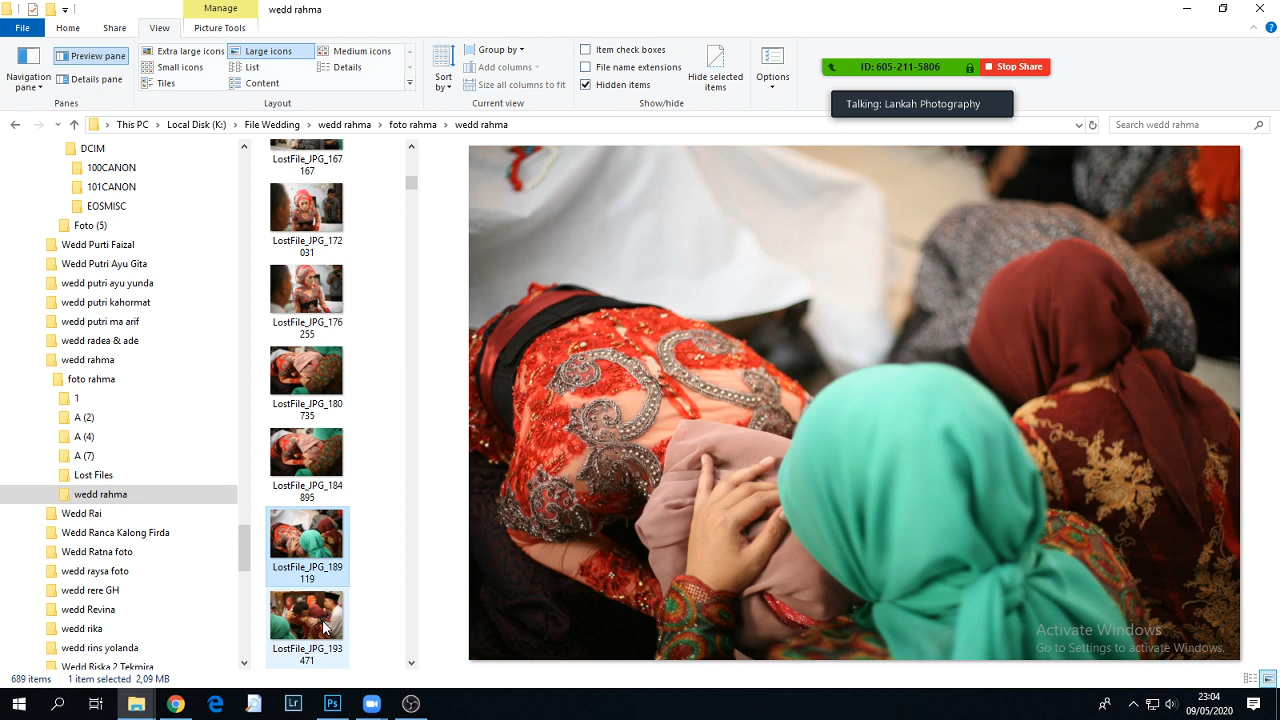 Manage
wedd rahma
File
Home
Share
View
Picture Tools
Preview pane
Extra large icons
Large icons
Medium icons
Group by
Item check boxes
Small icons
List
Details
Add columns
File name extensions
Navigation
pane
Details pane
Tiles
Content
Sort
by
Size all columns to fit
Hidden items
Hide selected
items
Options
Panes
Layout
Current view
Show/hide
ID: 605-211-5806
Stop Share
Talking: Lankah Photography
This PC
Local Disk (K:)
File Wedding
wedd rahma
foto rahma
wedd rahma
Search wedd rahma
DCIM
100CANON
101CANON
EOSMISC
Foto (5)
Wedd Purti Faizal
Wedd Putri Ayu Gita
wedd putri ayu yunda
wedd putri kahormat
wedd putri ma arif
wedd radea & ade
wedd rahma
foto rahma
1
A (2)
A (4)
A (7)
Lost Files
wedd rahma
Wedd Rai
Wedd Ranca Kalong Firda
Wedd Ratna foto
wedd raysa foto
wedd rere GH
wedd Revina
wedd rika
wedd rins yolanda
Wedd Riska 2 Tekmira
LostFile_JPG_167
167
LostFile_JPG_172
031
LostFile_JPG_176
255
LostFile_JPG_180
735
LostFile_JPG_184
895
LostFile_JPG_189
119
LostFile_JPG_193
471
Activate Windows
Go to Settings to activate Windows.
689 items
1 item selected 2,09 MB
Lr
Ps
23:04
09/05/2020